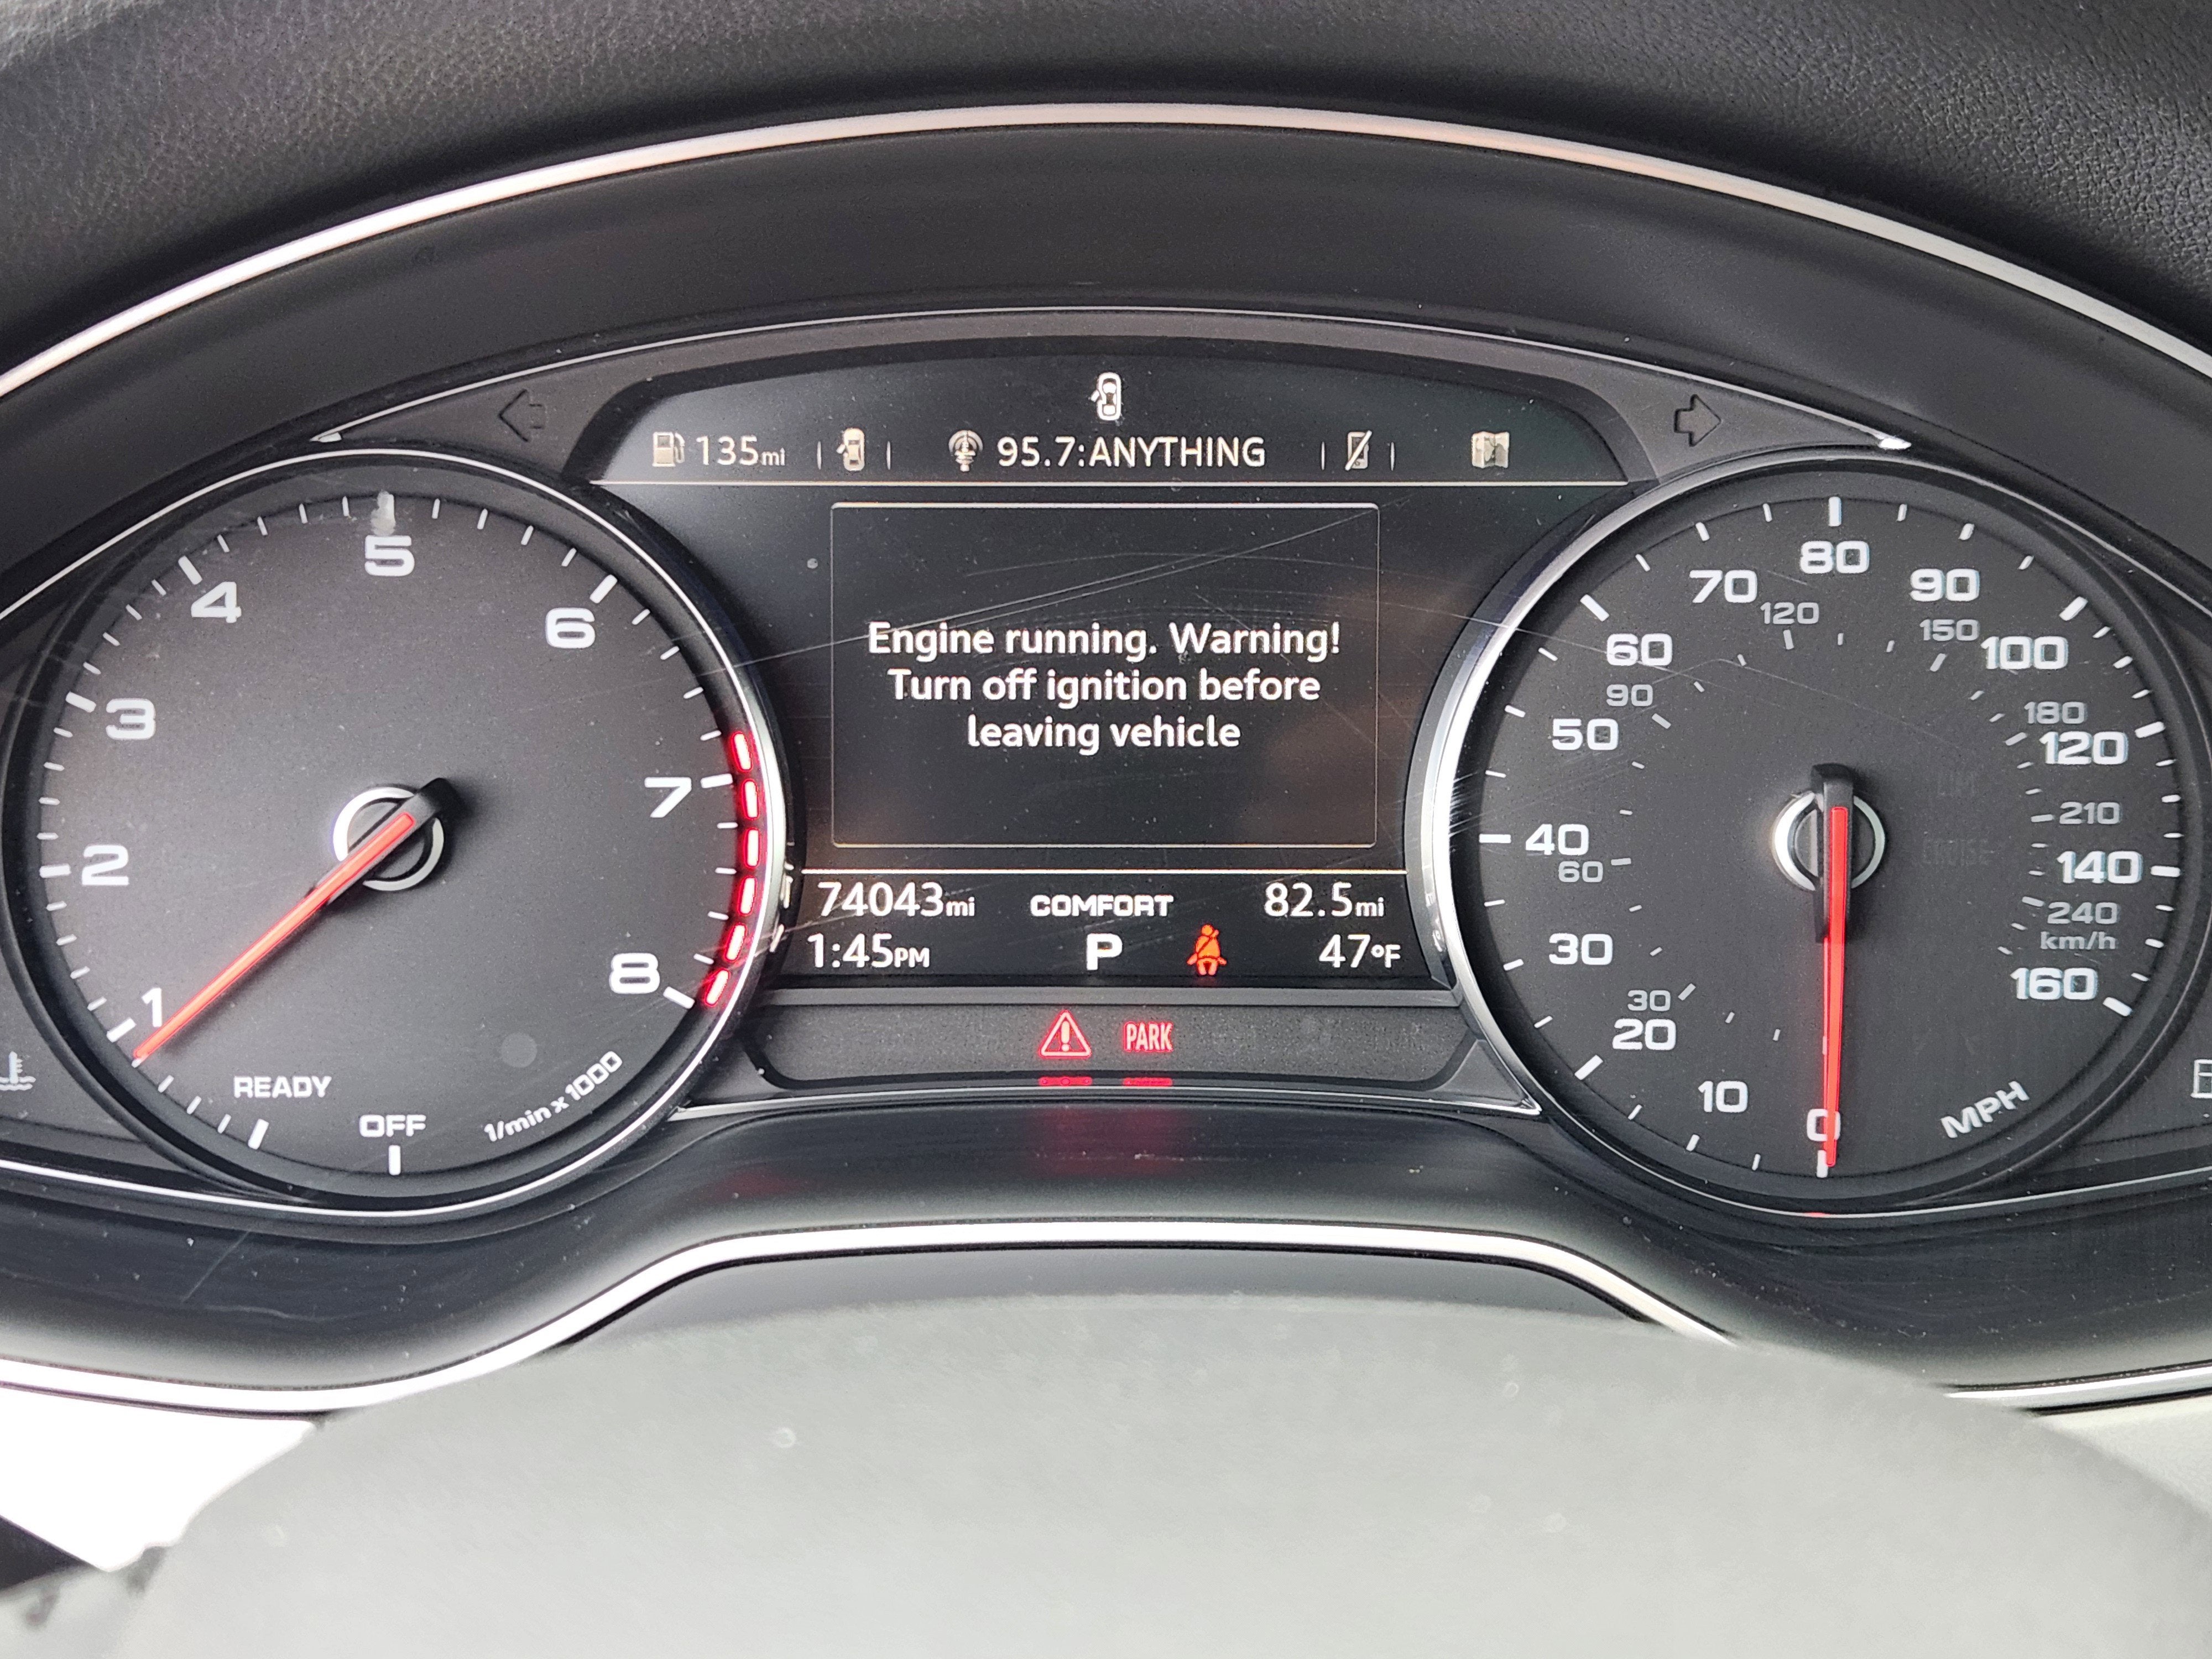 135mi
95.7:ANYTHING
Engine running. Warning!
Turn off ignition before
leaving vehicle
74043mi COMFORT 82.5mi
1:45PM P 47°F
PARK
1
2
3
4
5
6
7
8
READY
OFF
1/min x 1000
0
10
20
30
40
50
60
70
80
90
100
120
140
160
MPH
30
60
90
120
150
180
210
240
km/h